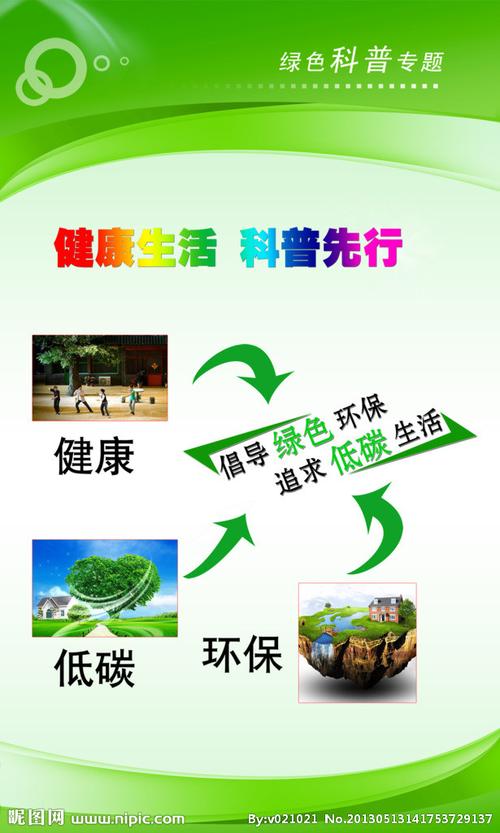 绿色科普专题
健康生活 科普先行
倡导 绿色 环保
追求 低碳 生活
健康
低碳
环保
昵图网 www.nipic.com
By:v021021 No.20130513141753729137